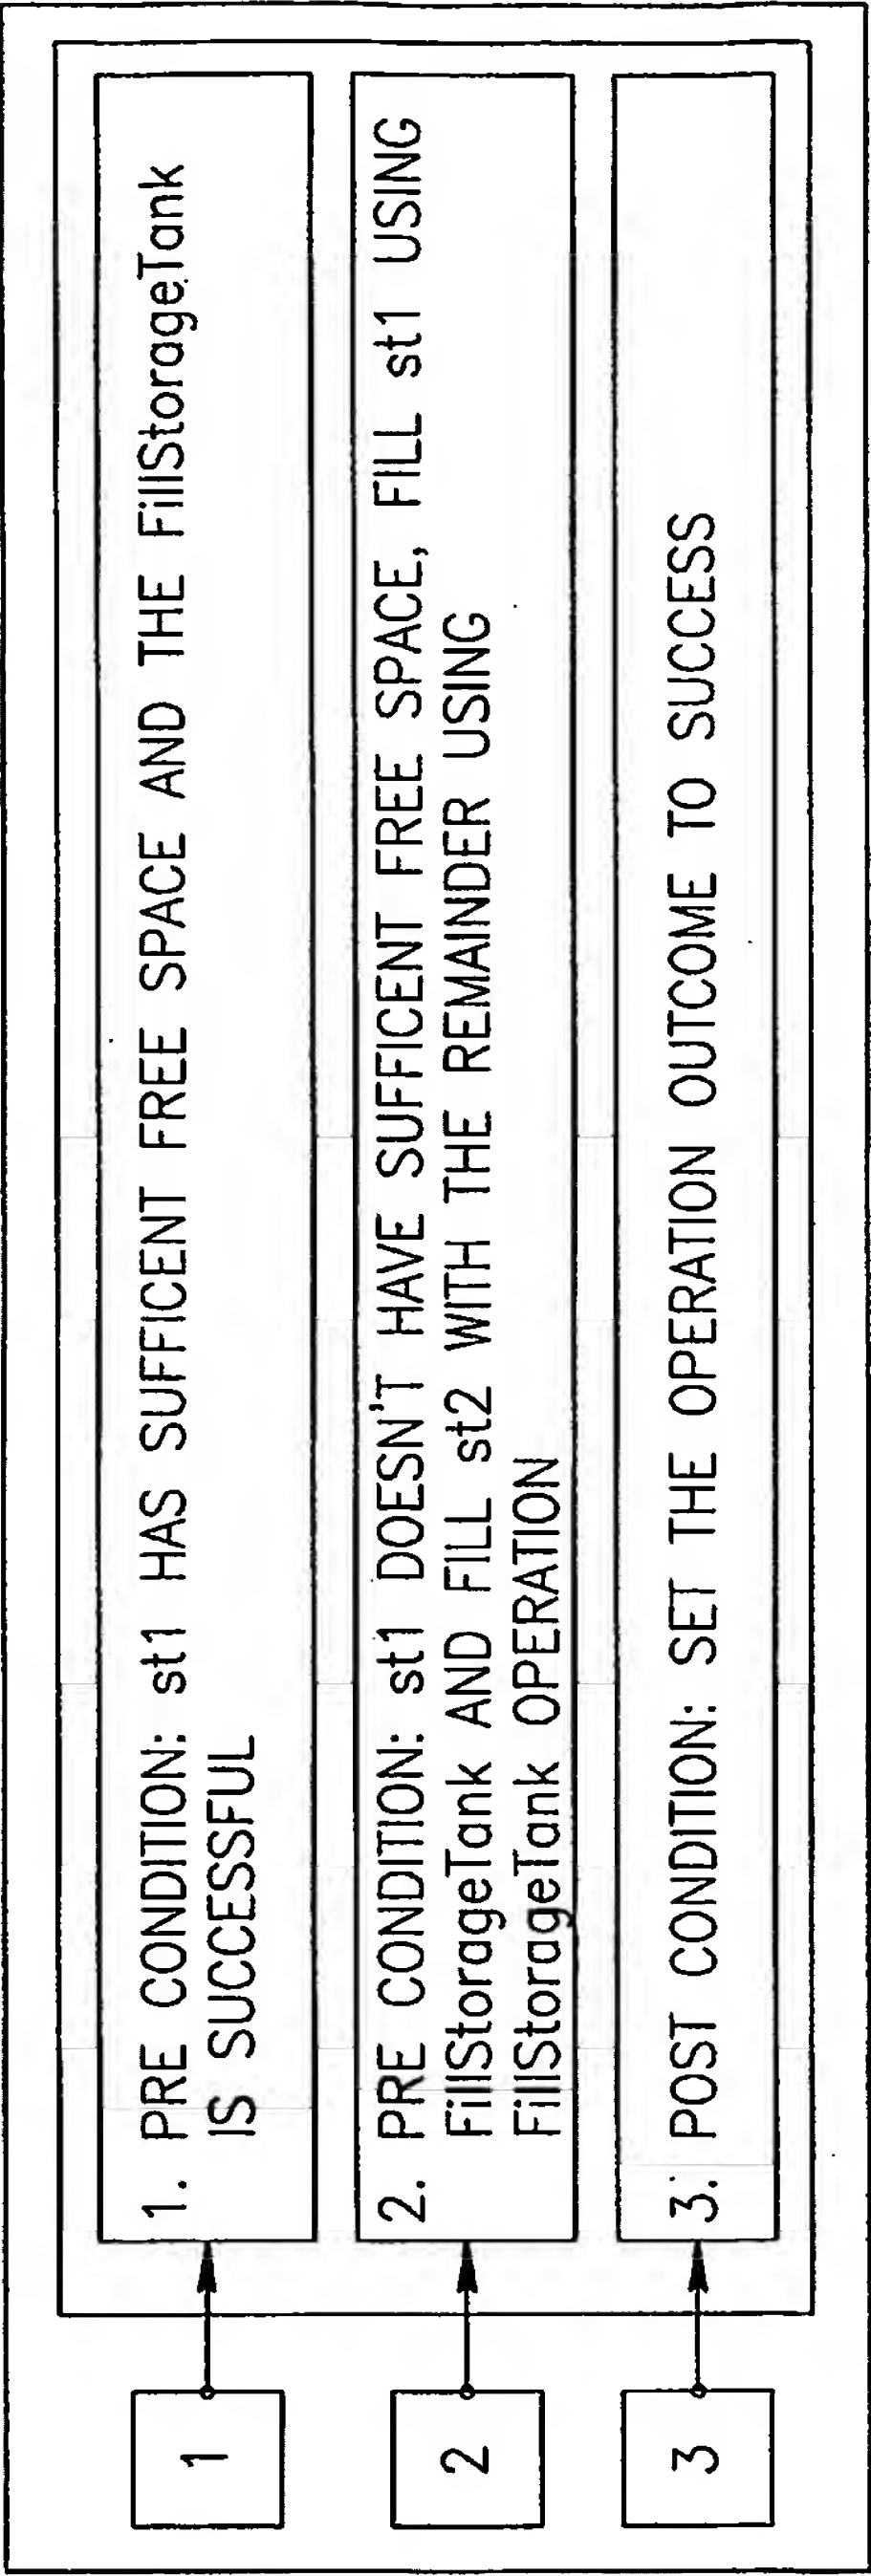 1
1. PRE CONDITION: st1 HAS SUFFICENT FREE SPACE AND THE FillStorageTank
IS SUCCESSFUL
2
2. PRE CONDITION: st1 DOESN'T HAVE SUFFICENT FREE SPACE, FILL st1 USING
FillStorageTank AND FILL st2 WITH THE REMAINDER USING
FillStorageTank OPERATION
3
3. POST CONDITION: SET THE OPERATION OUTCOME TO SUCCESS